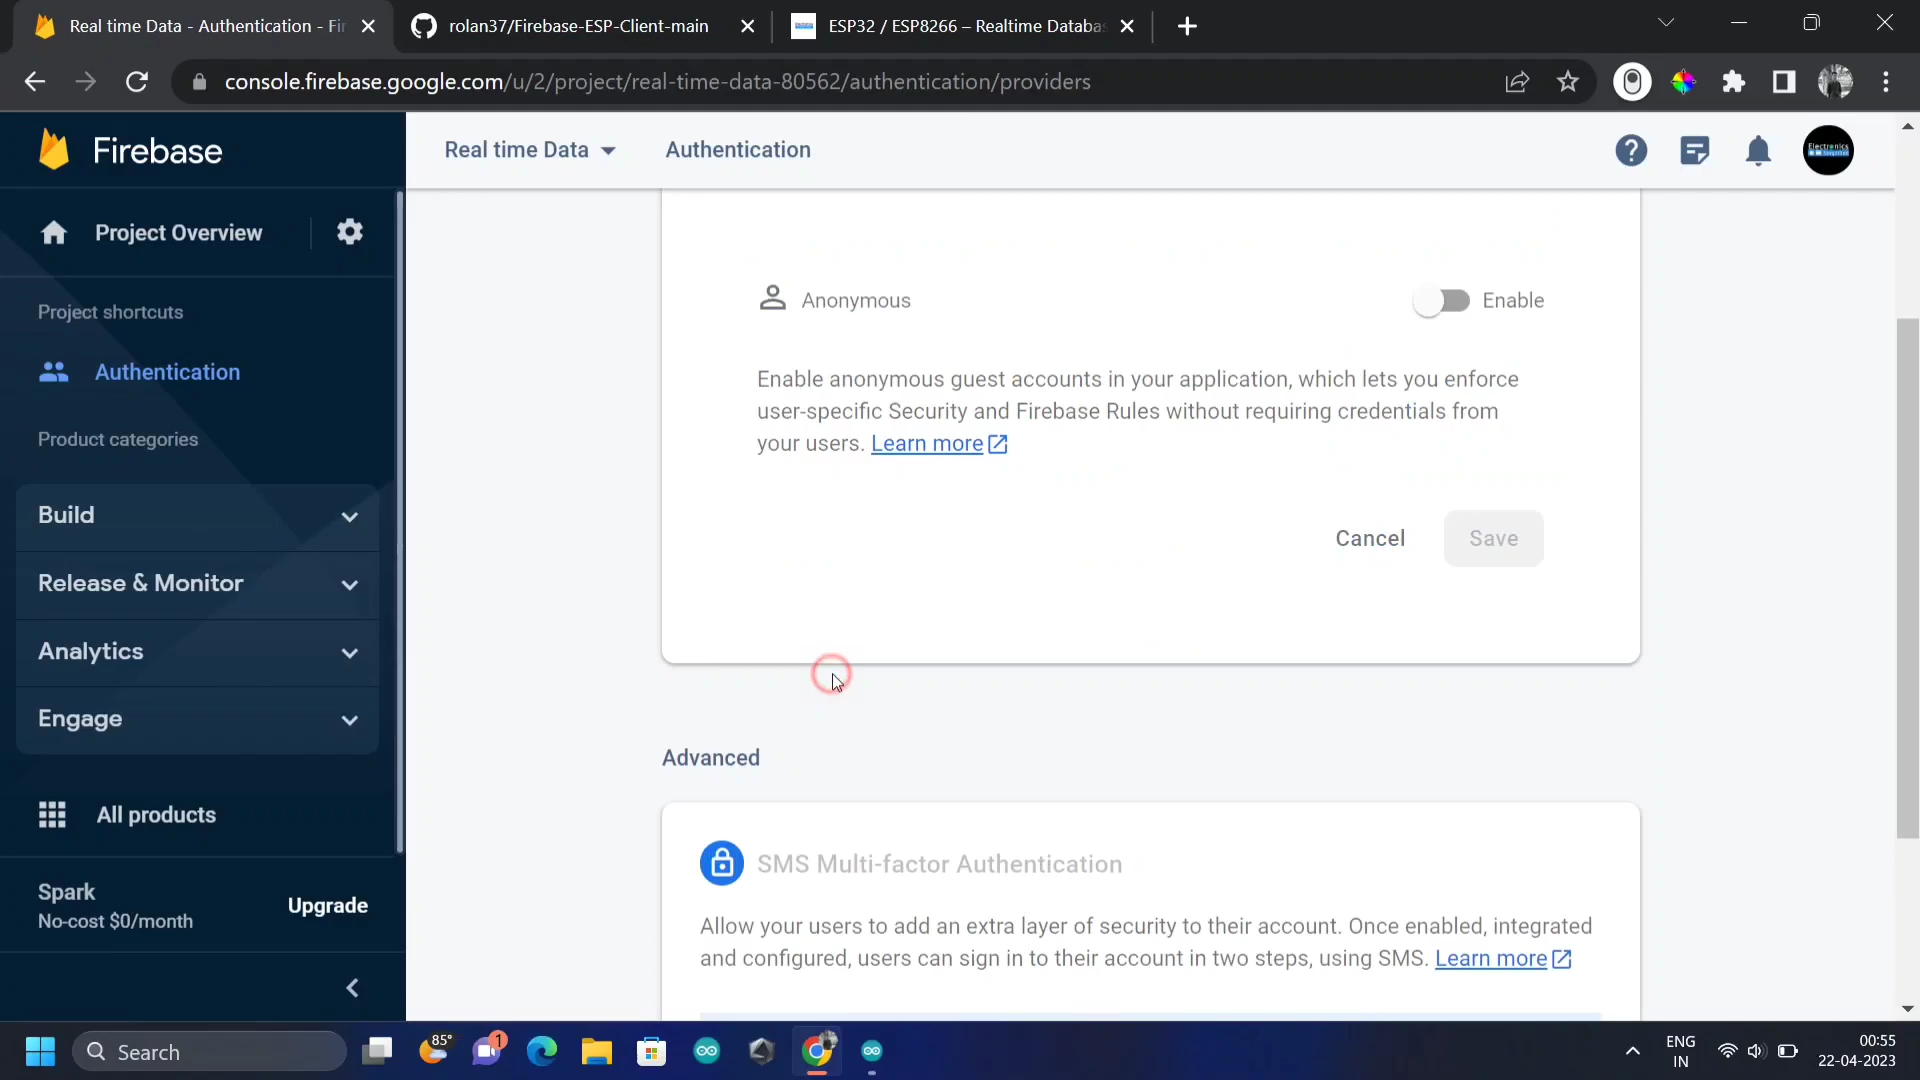 Real time Data - Authentication - Fir
rolan37/Firebase-ESP-Client-main
ESP32 / ESP8266 – Realtime Databas
console.firebase.google.com/u/2/project/real-time-data-80562/authentication/providers
Firebase
Real time Data
Authentication
Electronics
Simplified
Project Overview
Project shortcuts
Anonymous
Enable
Authentication
Enable anonymous guest accounts in your application, which lets you enforce
user-specific Security and Firebase Rules without requiring credentials from
your users. Learn more
Product categories
Build
Cancel
Save
Release & Monitor
Analytics
Engage
Advanced
All products
SMS Multi-factor Authentication
Spark
No-cost $0/month
Upgrade
Allow your users to add an extra layer of security to their account. Once enabled, integrated
and configured, users can sign in to their account in two steps, using SMS. Learn more
Search
85°
1
ENG
IN
00:55
22-04-2023